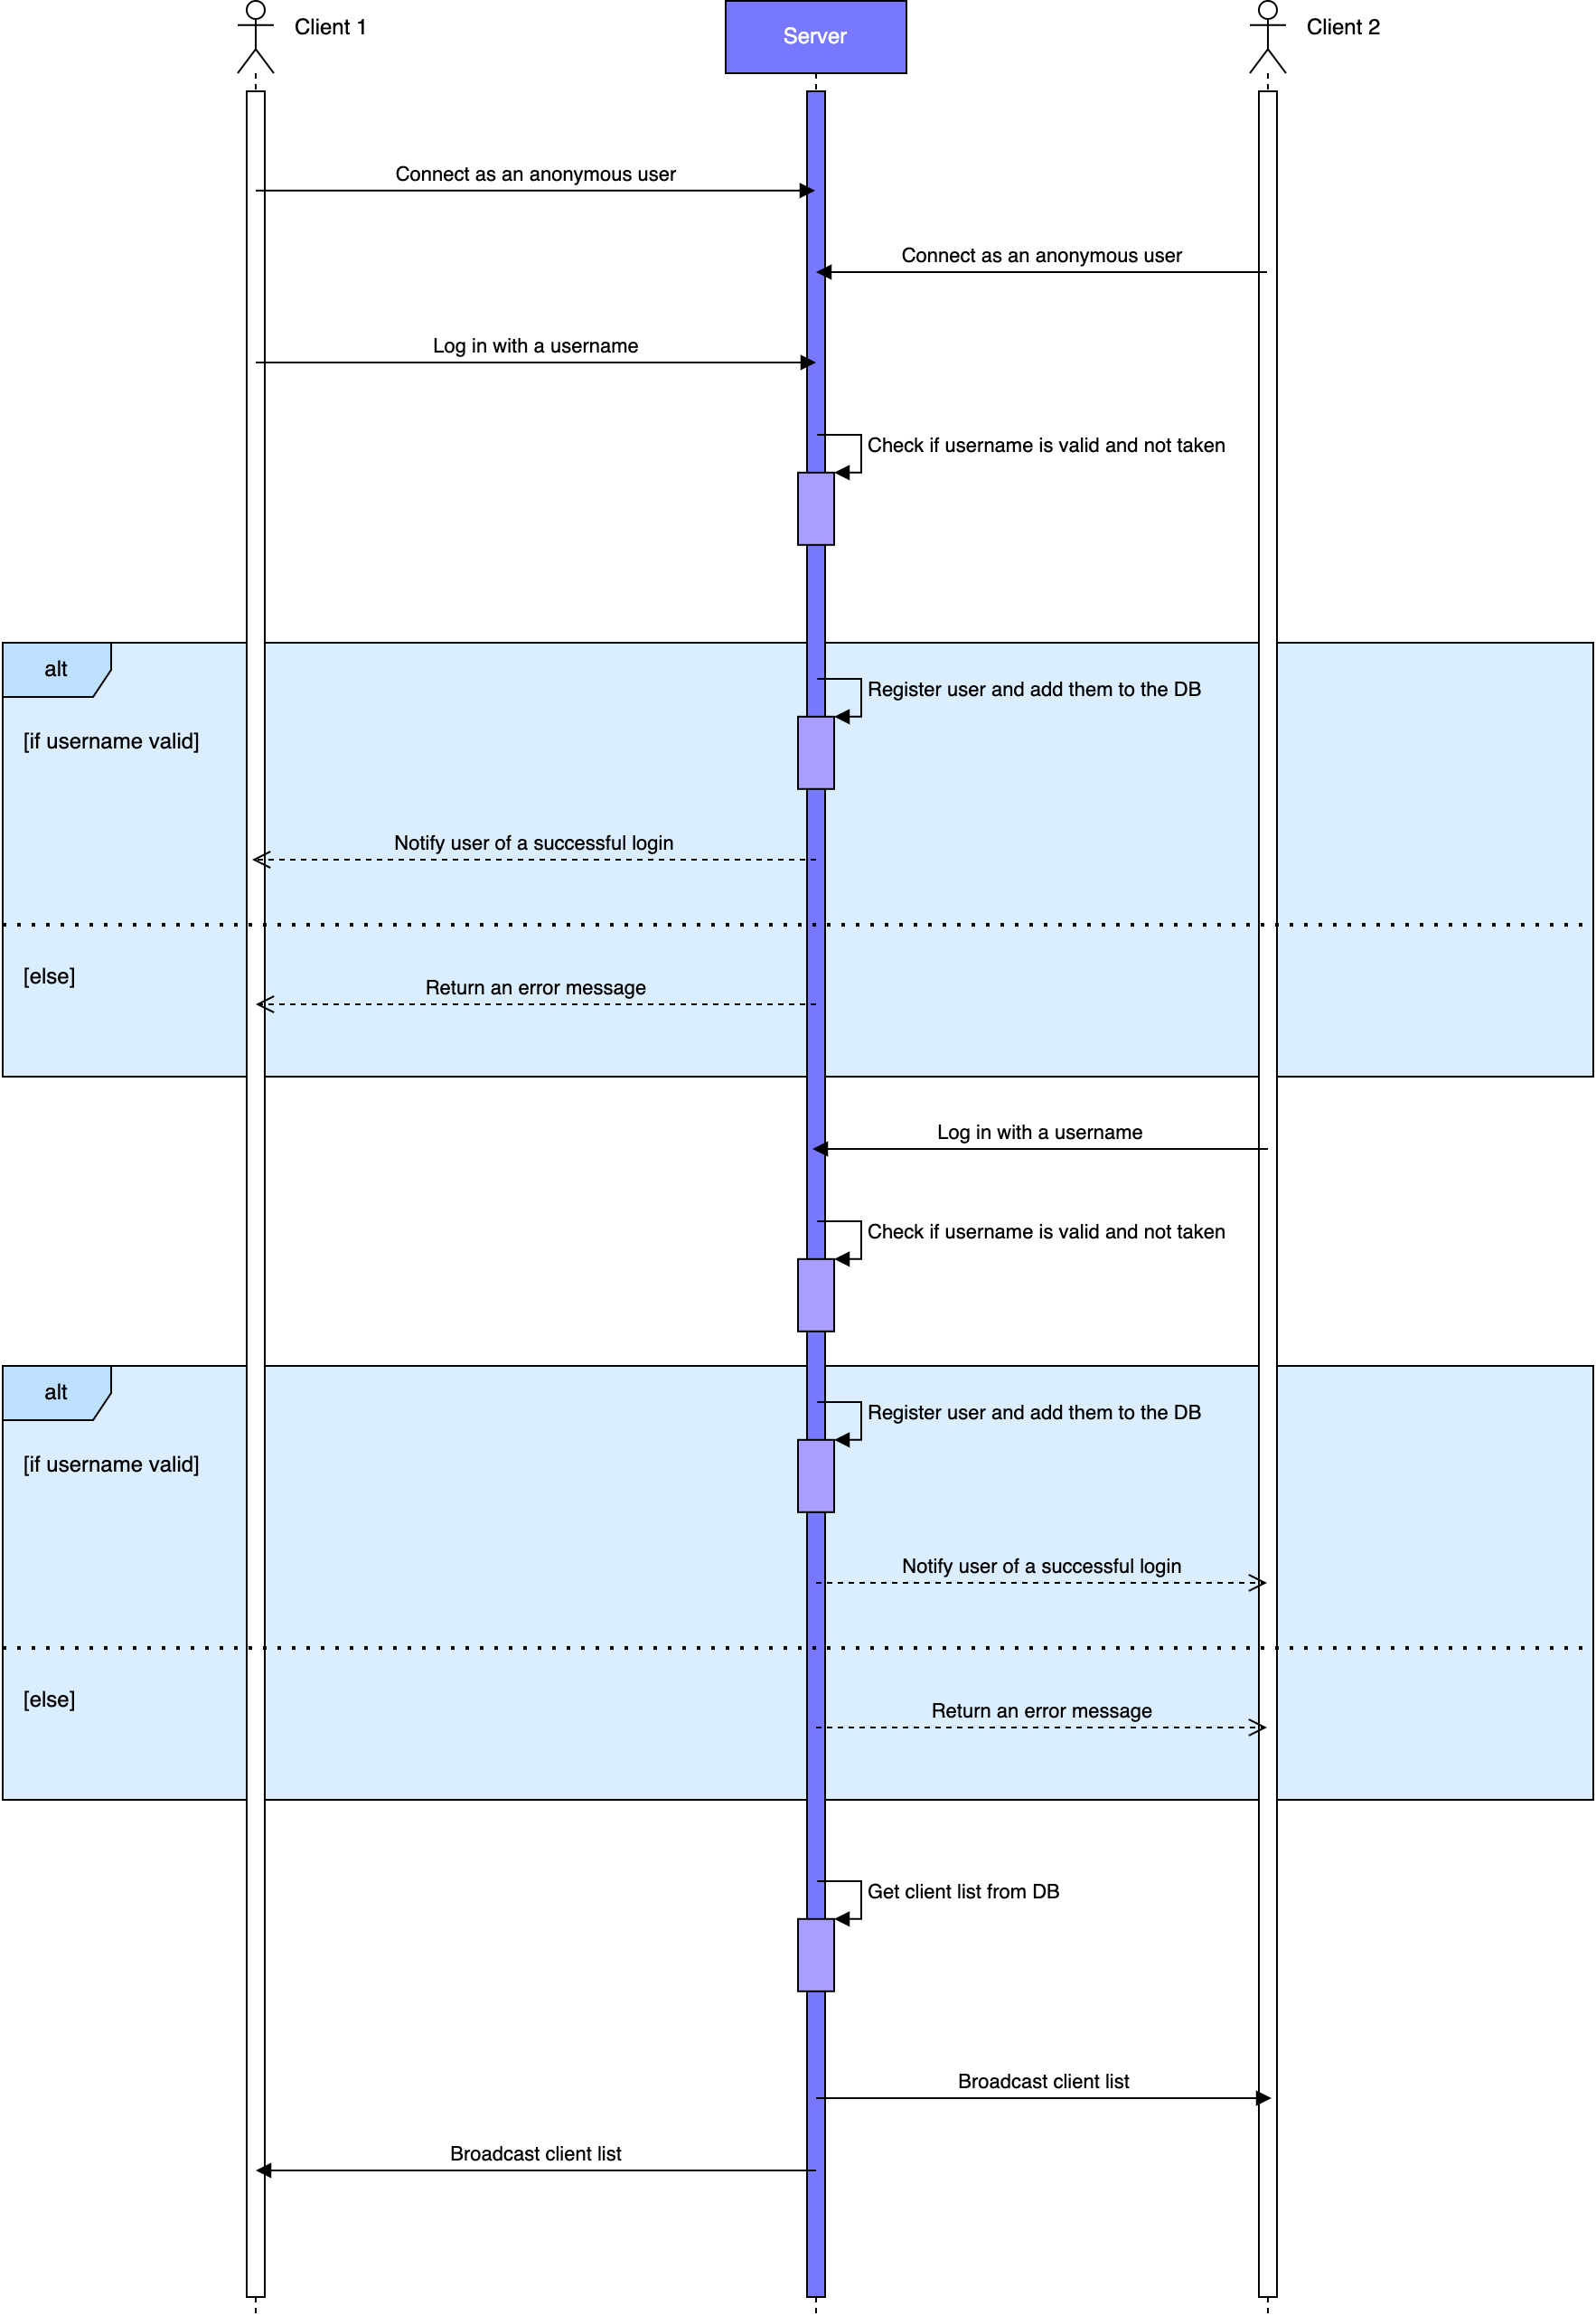 Client 1
Server
Client 2
Connect as an anonymous user
Connect as an anonymous user
Log in with a username
Check if username is valid and not taken
alt
Register user and add them to the DB
[if username valid]
Notify user of a successful login
[else]
Return an error message
Log in with a username
Check if username is valid and not taken
alt
Register user and add them to the DB
[if username valid]
Notify user of a successful login
[else]
Return an error message
Get client list from DB
Broadcast client list
Broadcast client list